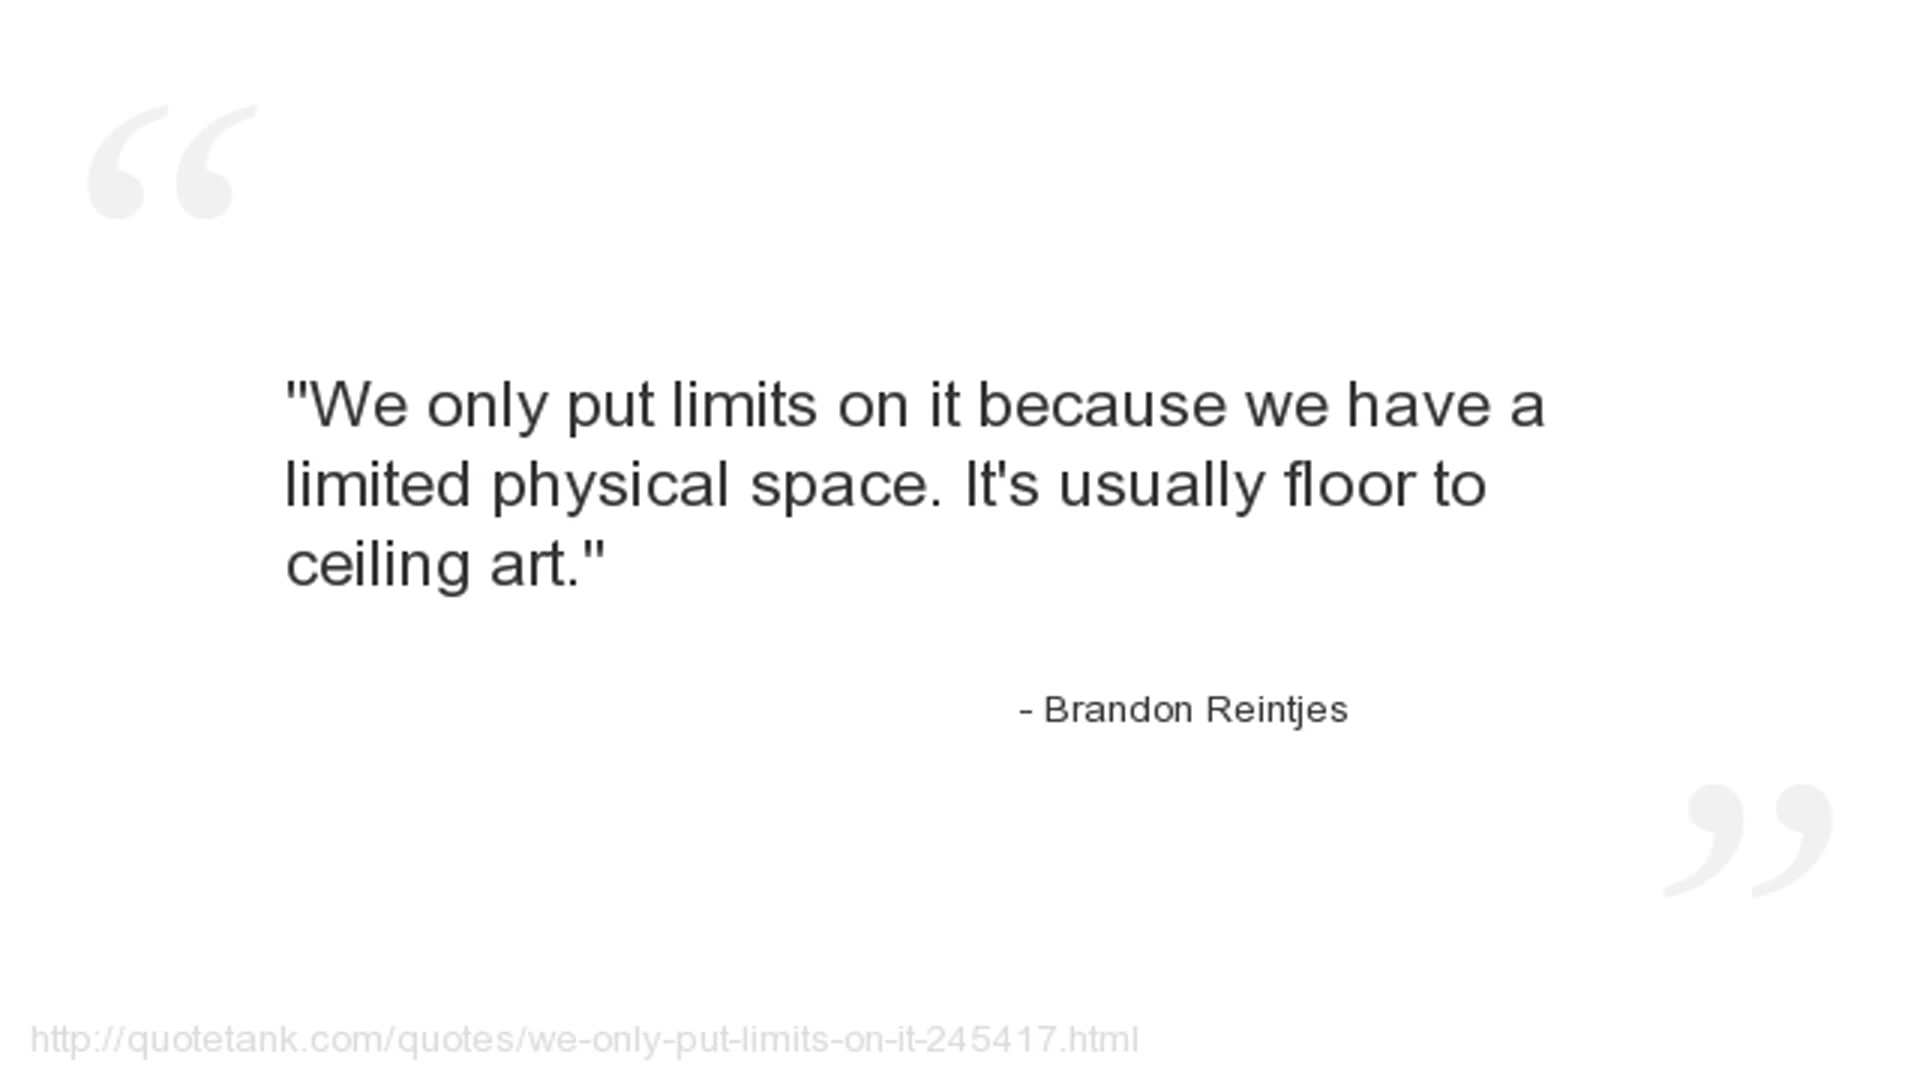 "We only put limits on it because we have a
limited physical space. It's usually floor to
ceiling art."
- Brandon Reintjes
http://quotetank.com/quotes/we-only-put-limits-on-it-245417.html